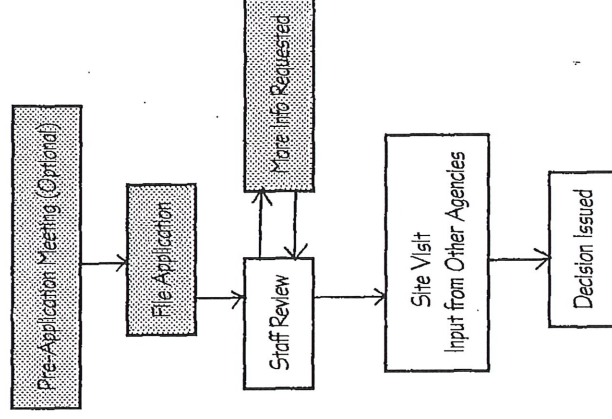 Pre-Application Meeting (Optional)
File Application
More Info Requested
Staff Review
Site Visit
Input from Other Agencies
Decision Issued